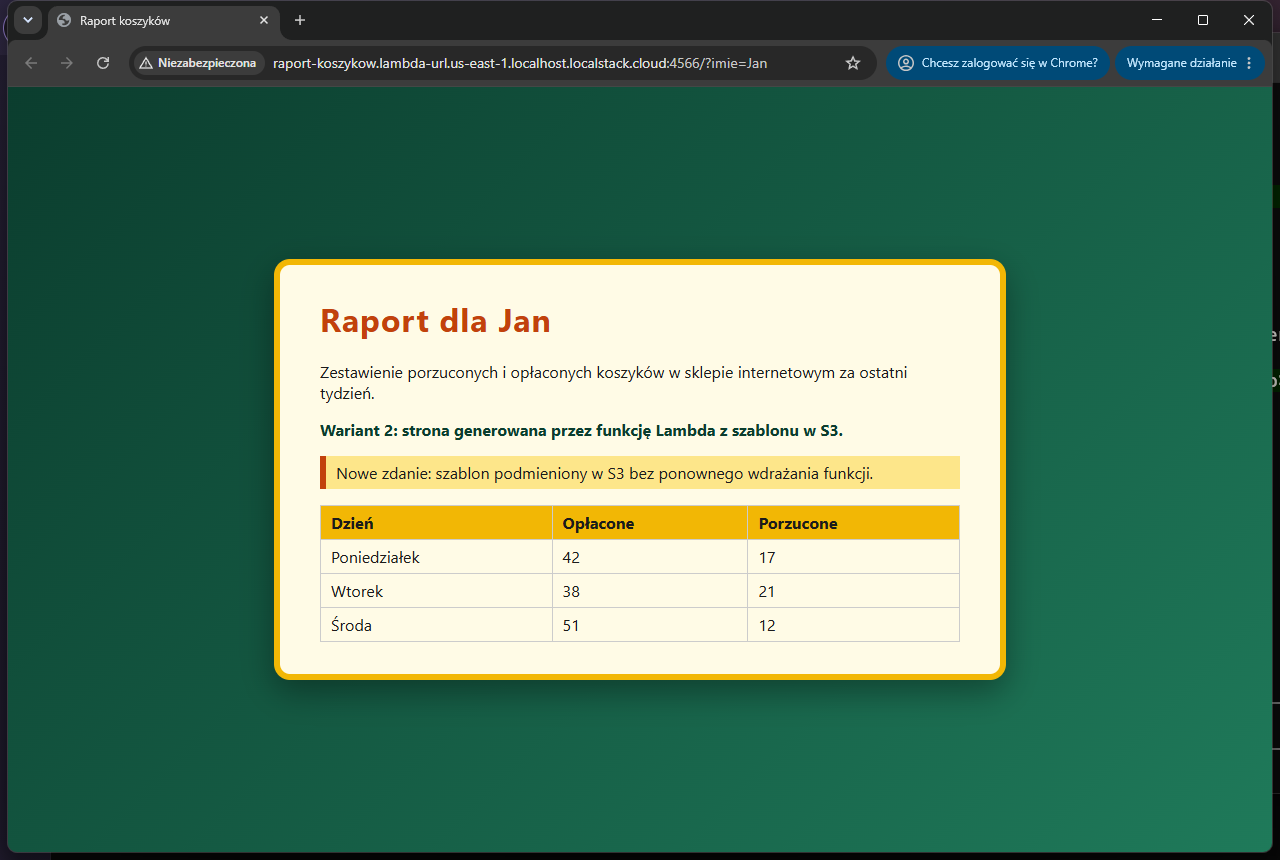 Raport koszyków
Niezabezpieczona
raport-koszykow.lambda-url.us-east-1.localhost.localstack.cloud:4566/?imie=Jan
Chcesz zalogować się w Chrome?
Wymagane działanie
Raport dla Jan
Zestawienie porzuconych i opłaconych koszyków w sklepie internetowym za ostatni
tydzień.
Wariant 2: strona generowana przez funkcję Lambda z szablonu w S3.
Nowe zdanie: szablon podmieniony w S3 bez ponownego wdrażania funkcji.
Dzień Opłacone Porzucone
Poniedziałek 42 17
Wtorek 38 21
Środa 51 12